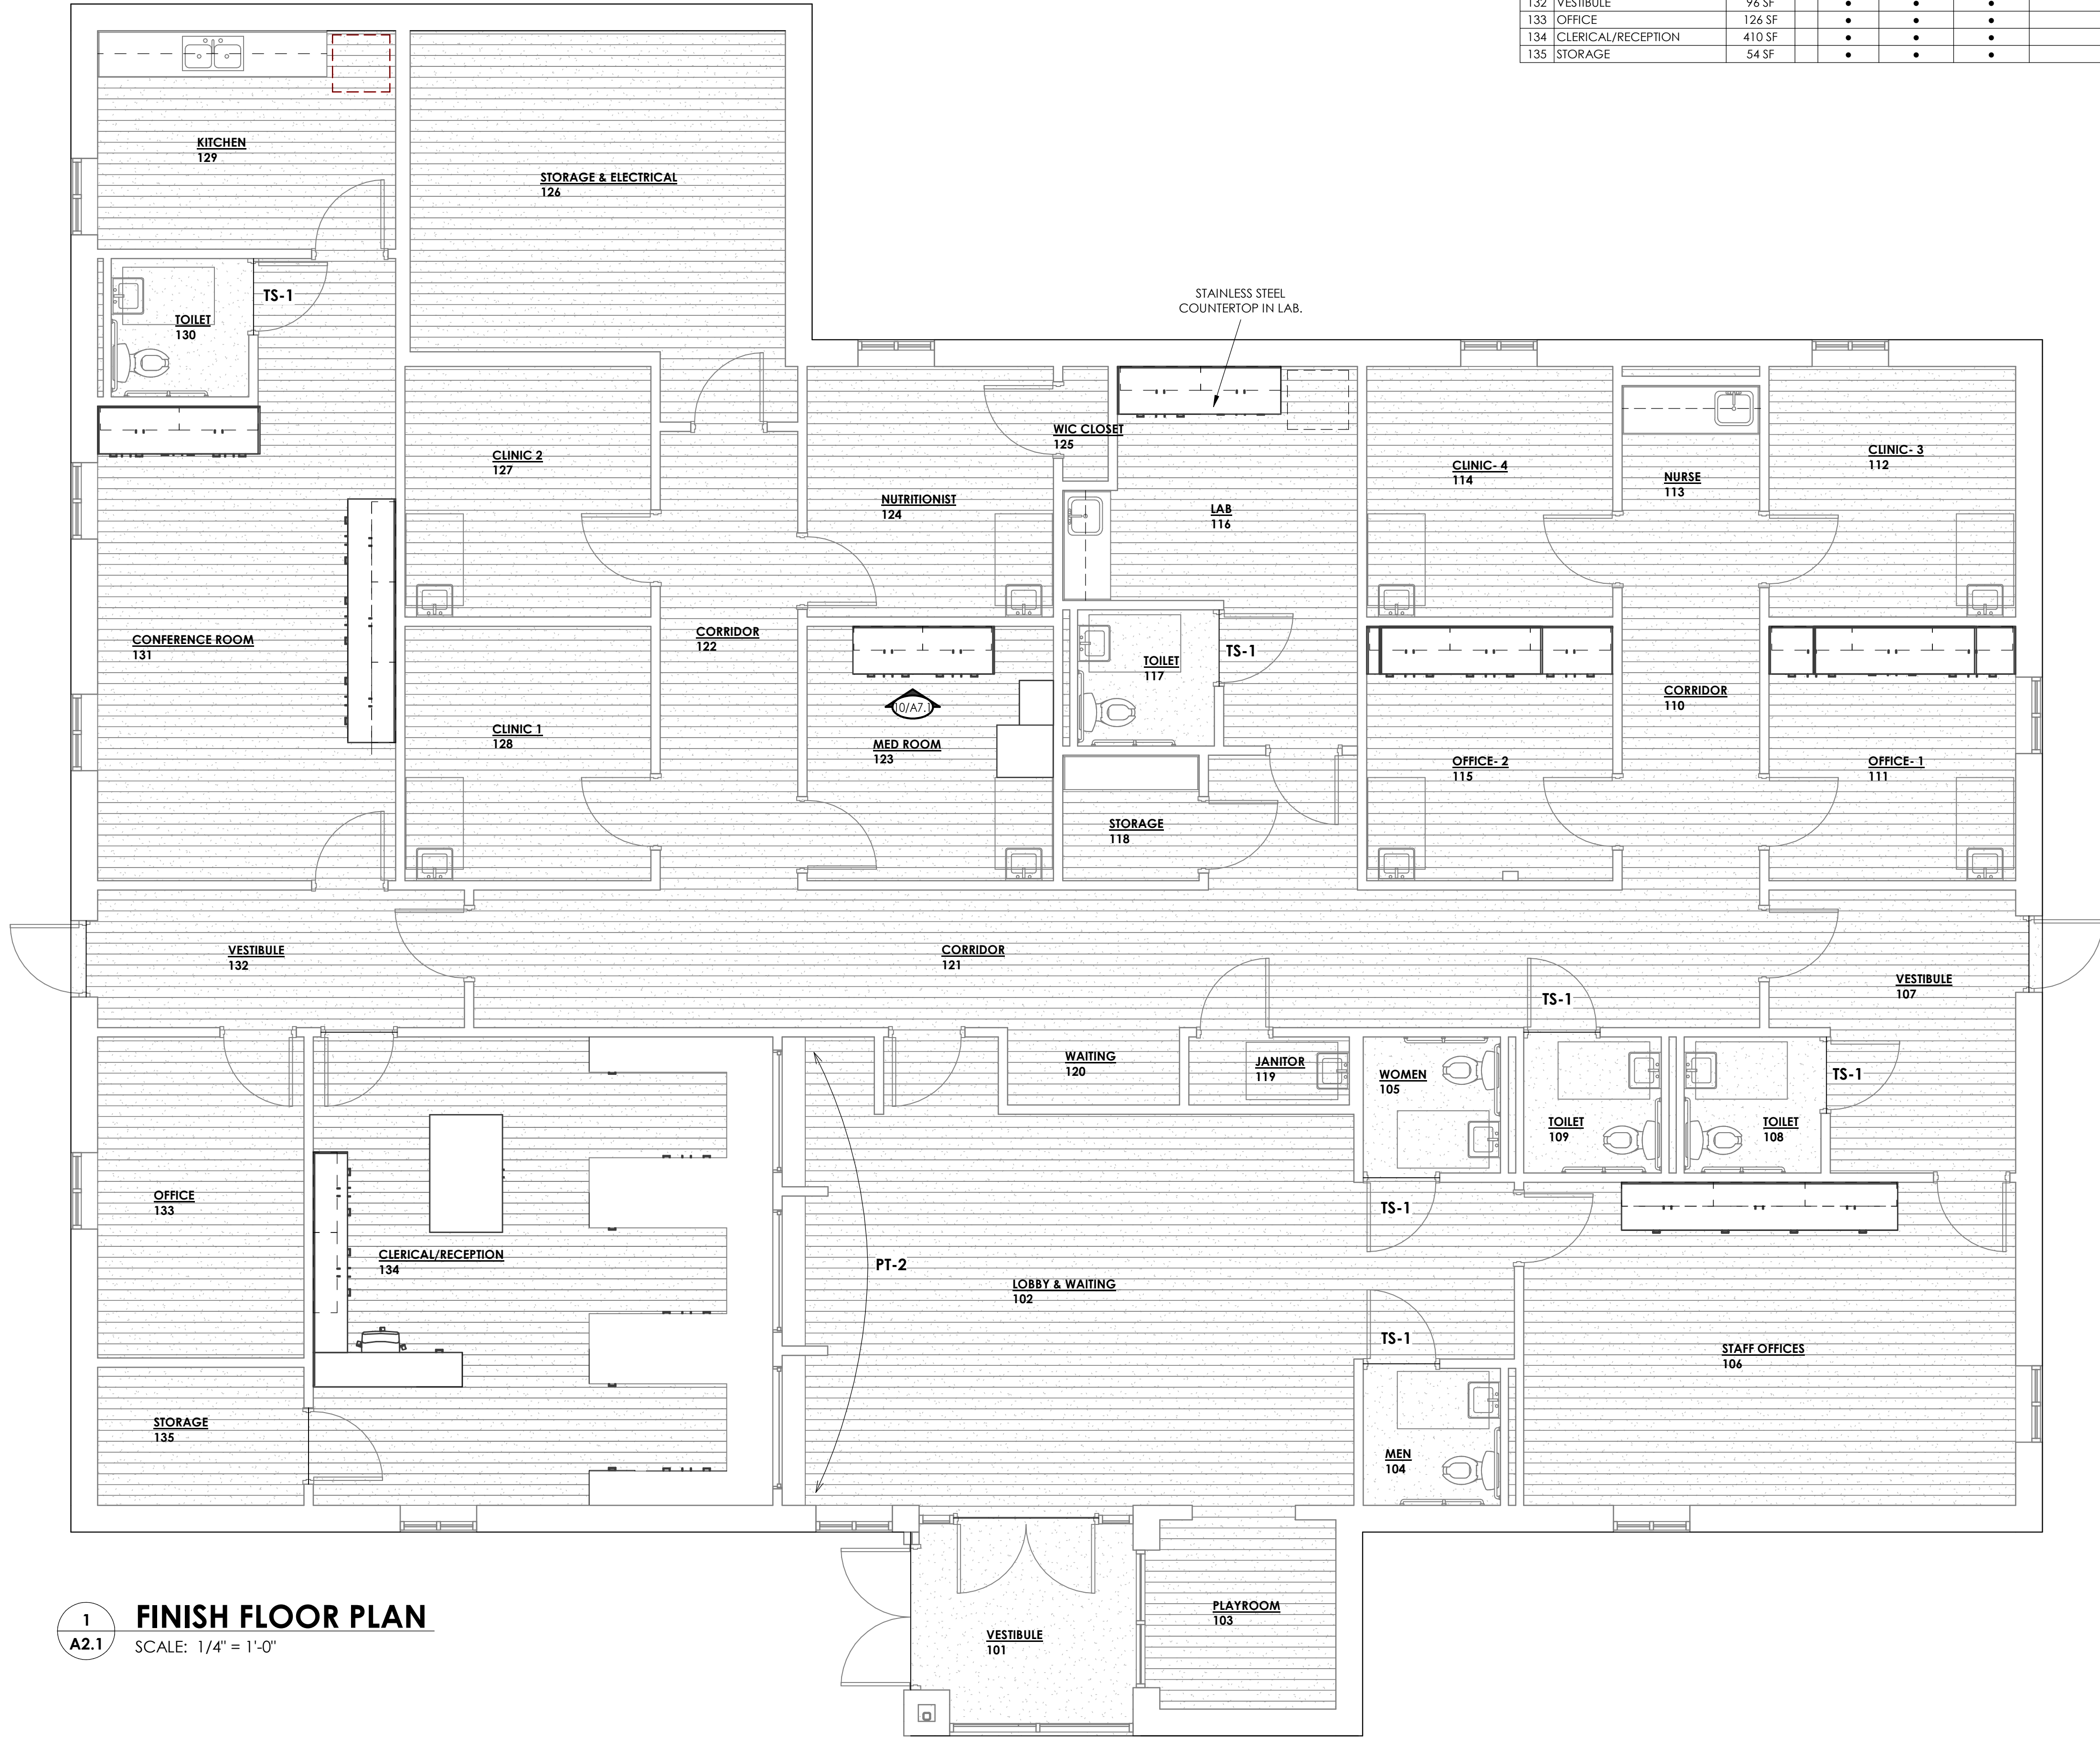 132 VESTIBULE 96 SF • • •
133 OFFICE 126 SF • • •
134 CLERICAL/RECEPTION 410 SF • • •
135 STORAGE 54 SF • • •
KITCHEN
129
STORAGE & ELECTRICAL
126
TS-1
TOILET
130
STAINLESS STEEL
COUNTERTOP IN LAB.
WIC CLOSET
125
CLINIC 2
127
NUTRITIONIST
124
LAB
116
CLINIC- 4
114
NURSE
113
CLINIC- 3
112
CONFERENCE ROOM
131
CORRIDOR
122
TOILET
117
TS-1
CORRIDOR
110
10/A7.1
CLINIC 1
128
MED ROOM
123
OFFICE- 2
115
OFFICE- 1
111
STORAGE
118
VESTIBULE
132
CORRIDOR
121
VESTIBULE
107
TS-1
WAITING
120
JANITOR
119
WOMEN
105
TS-1
TOILET
109
TOILET
108
OFFICE
133
TS-1
CLERICAL/RECEPTION
134
PT-2
LOBBY & WAITING
102
TS-1
STAFF OFFICES
106
STORAGE
135
MEN
104
PLAYROOM
103
VESTIBULE
101
1
A2.1
FINISH FLOOR PLAN
SCALE: 1/4" = 1'-0"